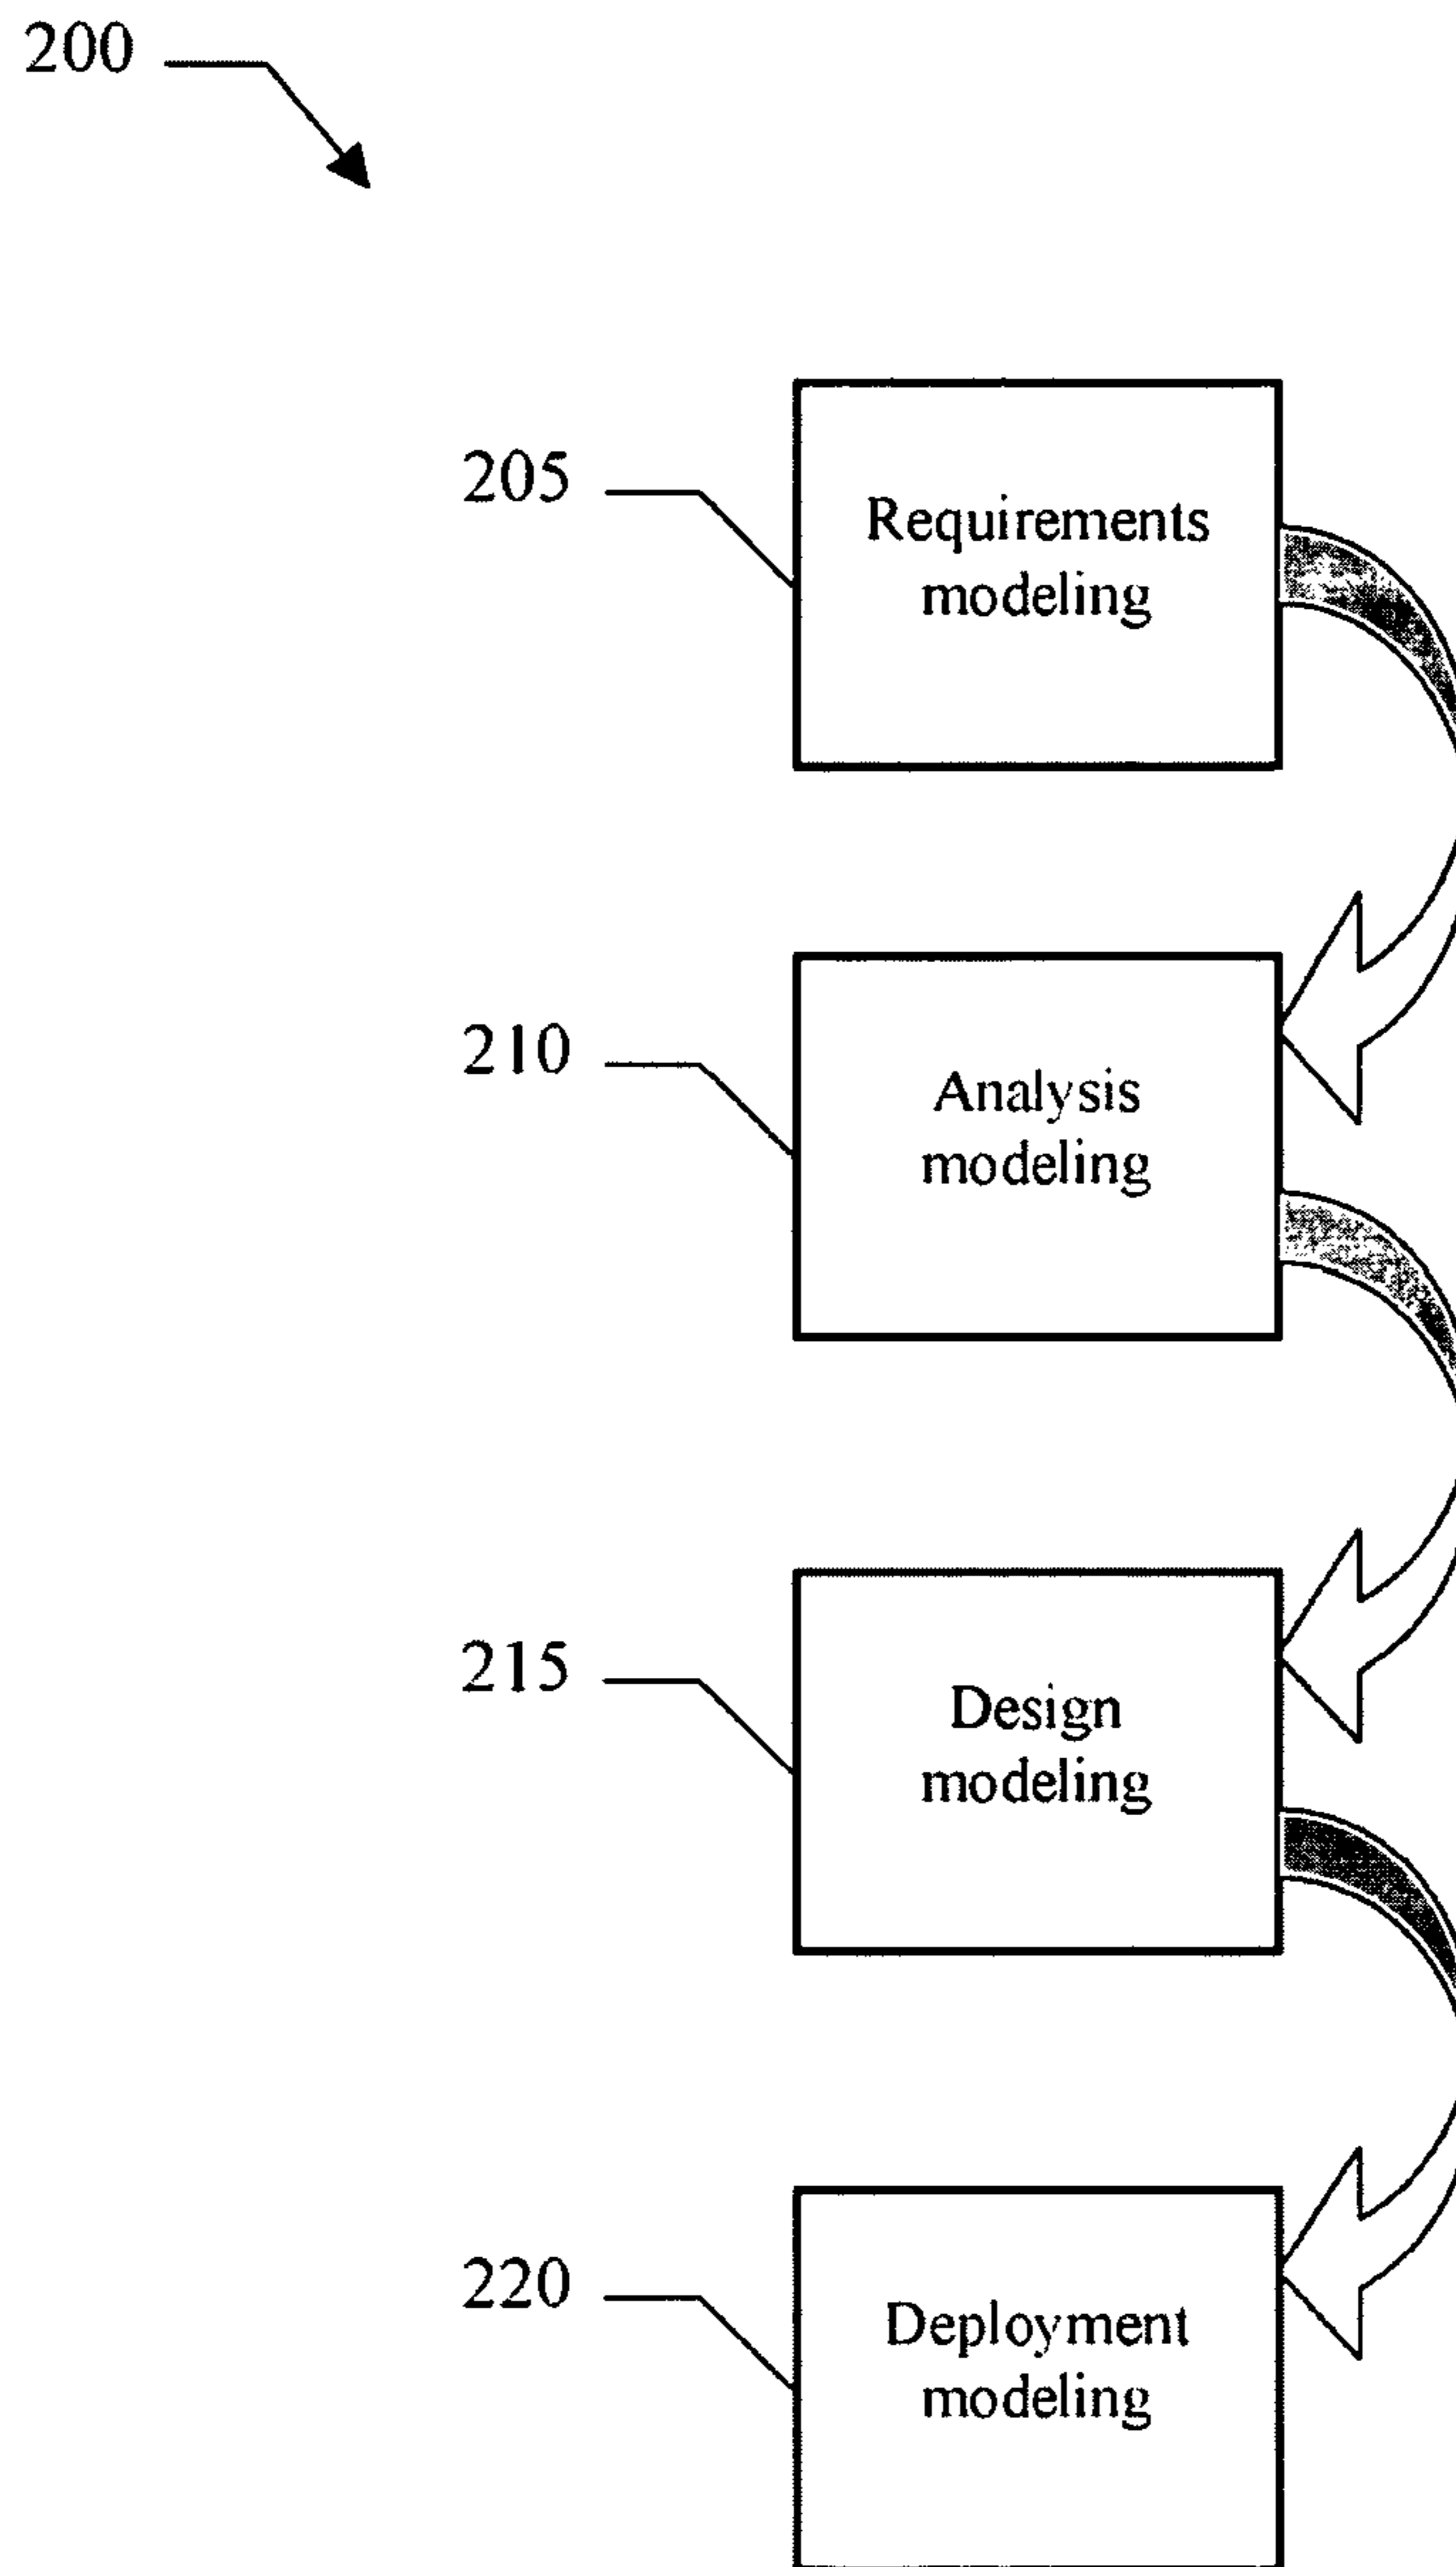 200
205
Requirements
modeling
210
Analysis
modeling
215
Design
modeling
220
Deployment
modeling